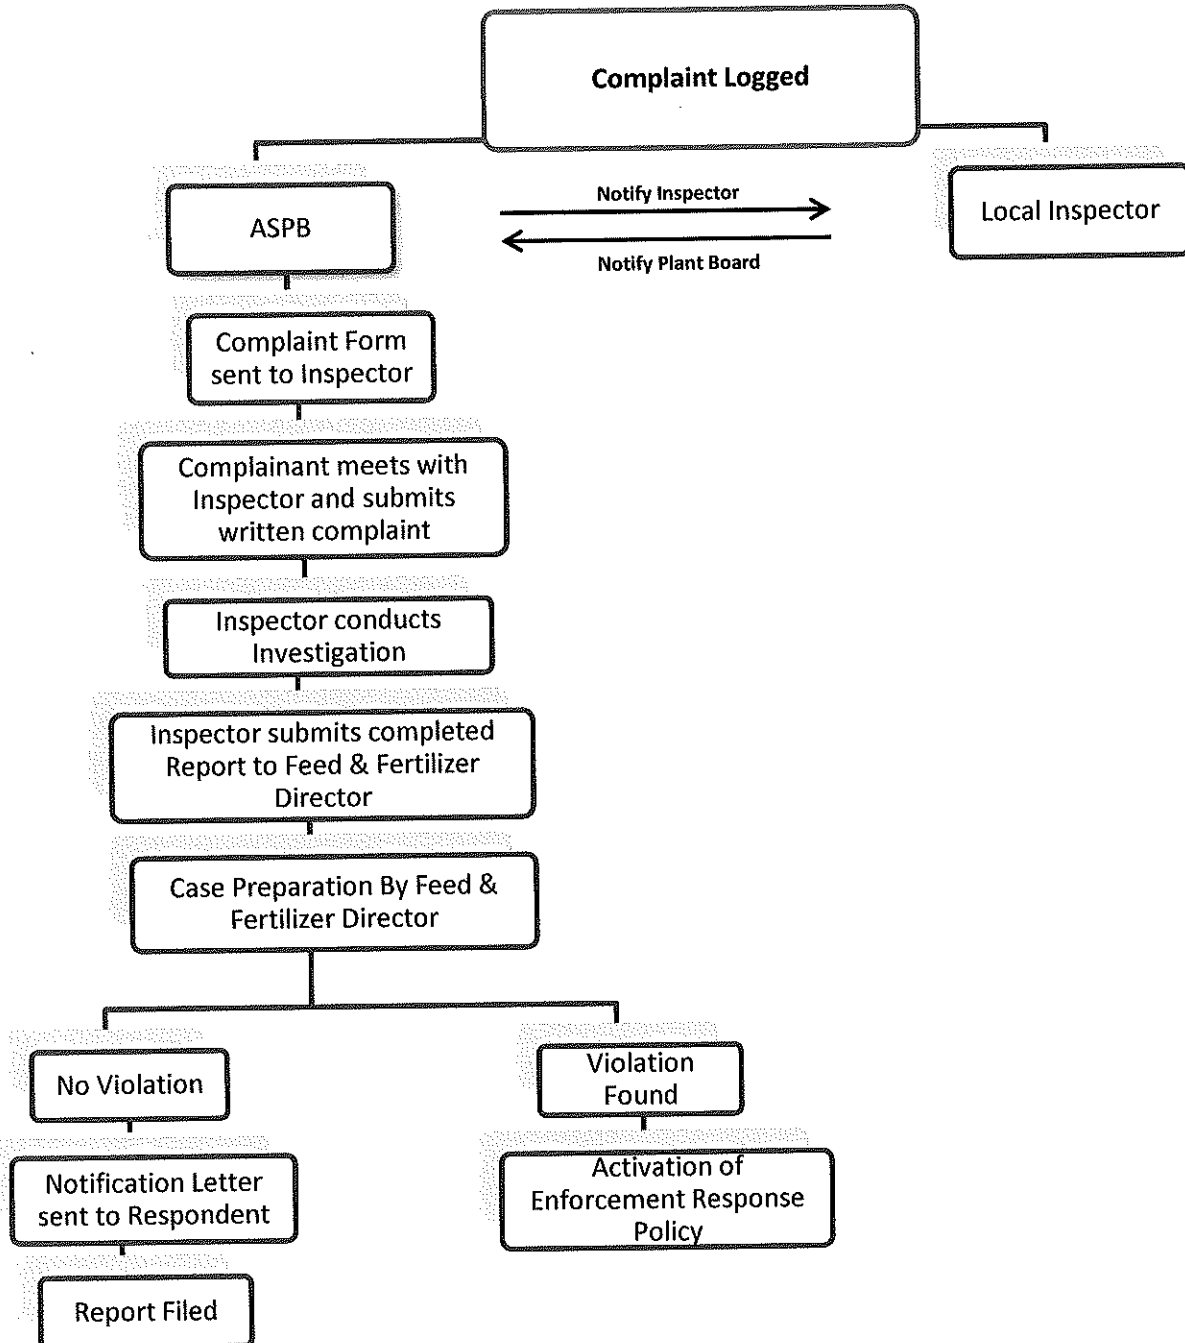 Complaint Logged
ASPB
Notify Inspector
Notify Plant Board
Local Inspector
Complaint Form
sent to Inspector
Complainant meets with
Inspector and submits
written complaint
Inspector conducts
Investigation
Inspector submits completed
Report to Feed & Fertilizer
Director
Case Preparation By Feed &
Fertilizer Director
No Violation
Notification Letter
sent to Respondent
Report Filed
Violation
Found
Activation of
Enforcement Response
Policy